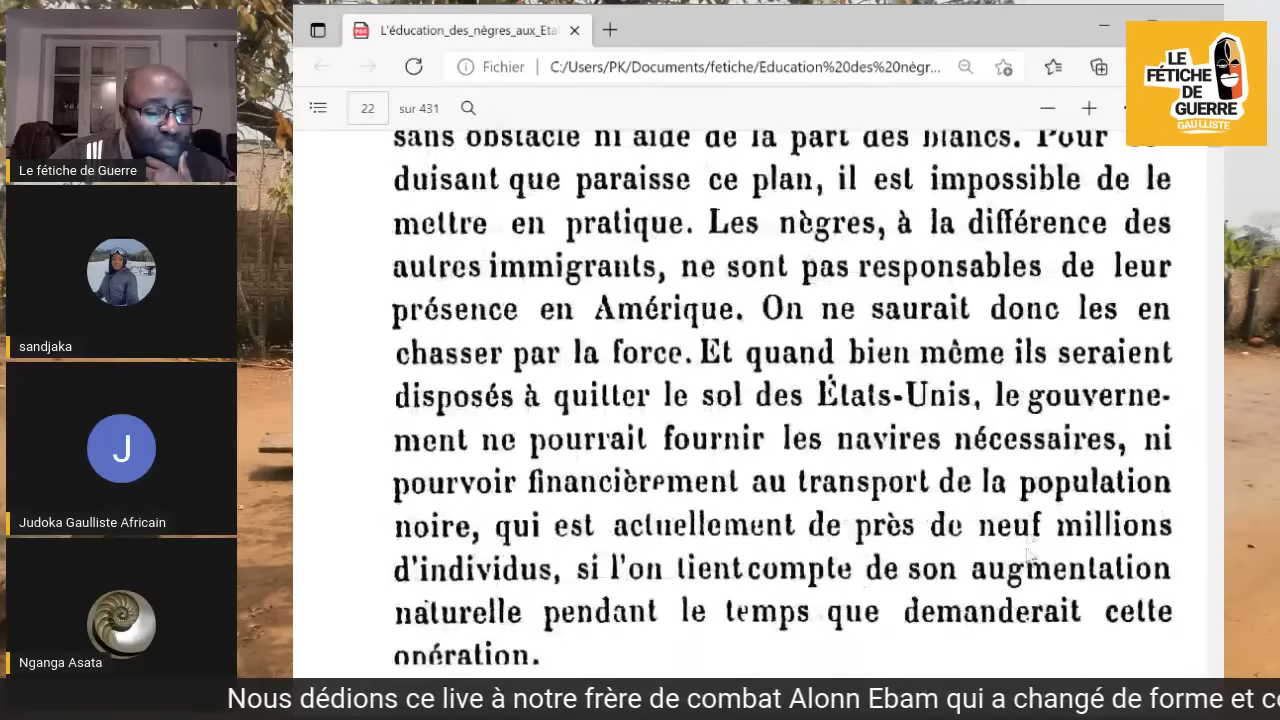 L'éducation_des_nègres_aux_Eta
Fichier
C:/Users/PK/Documents/fetiche/Education%20des%20nègr...
22
sur 431
LE
FÉTICHE
DE
GUERRE
GAULLISTE
sans obstacle ni aide de la part des blancs. Pour
duisant que paraisse ce plan, il est impossible de le
mettre en pratique. Les nègres, à la différence des
autres immigrants, ne sont pas responsables de leur
présence en Amérique. On ne saurait donc les en
chasser par la force. Et quand bien même ils seraient
disposés à quitter le sol des États-Unis, le gouverne-
ment ne pourrait fournir les navires nécessaires, ni
pourvoir financièrement au transport de la population
noire, qui est actuellement de près de neuf millions
d'individus, si l'on tient compte de son augmentation
naturelle pendant le temps que demanderait cette
opération.
Le fétiche de Guerre
sandjaka
J
Judoka Gaulliste Africain
Nganga Asata
Nous dédions ce live à notre frère de combat Alonn Ebam qui a changé de forme et